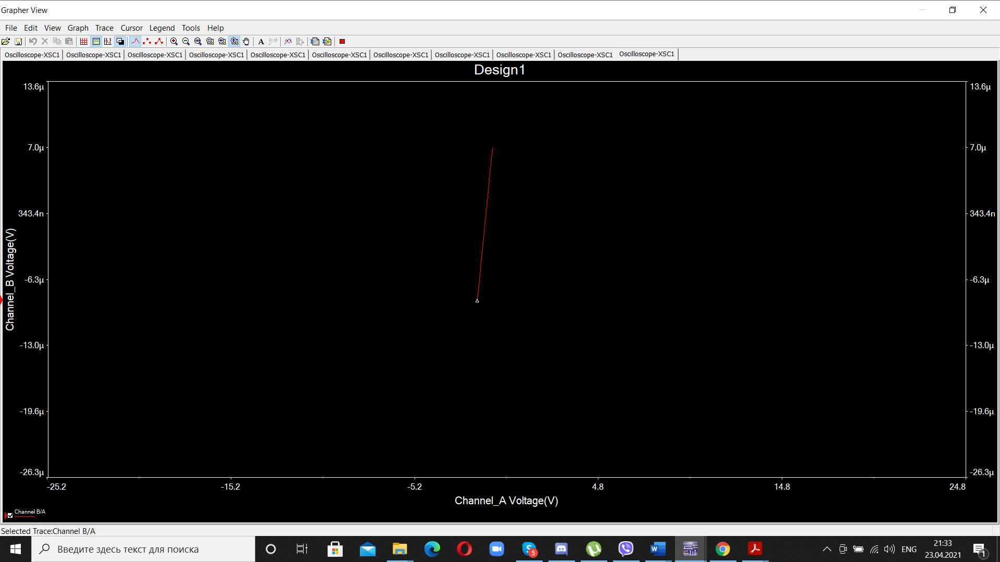 Grapher View
File Edit View Graph Trace Cursor Legend Tools Help
Oscilloscope-XSC1 Oscilloscope-XSC1 Oscilloscope-XSC1 Oscilloscope-XSC1 Oscilloscope-XSC1 Oscilloscope-XSC1 Oscilloscope-XSC1 Oscilloscope-XSC1 Oscilloscope-XSC1 Oscilloscope-XSC1 Oscilloscope-XSC1
Design1
13.6µ 13.6µ
7.0µ 7.0µ
343.4n 343.4n
Channel_B Voltage(V)
-6.3µ -6.3µ
-13.0µ -13.0µ
-19.6µ -19.6µ
-26.3µ -26.3µ
-25.2 -15.2 -5.2 4.8 14.8 24.8
Channel_A Voltage(V)
Channel B/A
Selected Trace:Channel B/A
Введите здесь текст для поиска
5
ENG
21:33
23.04.2021
1